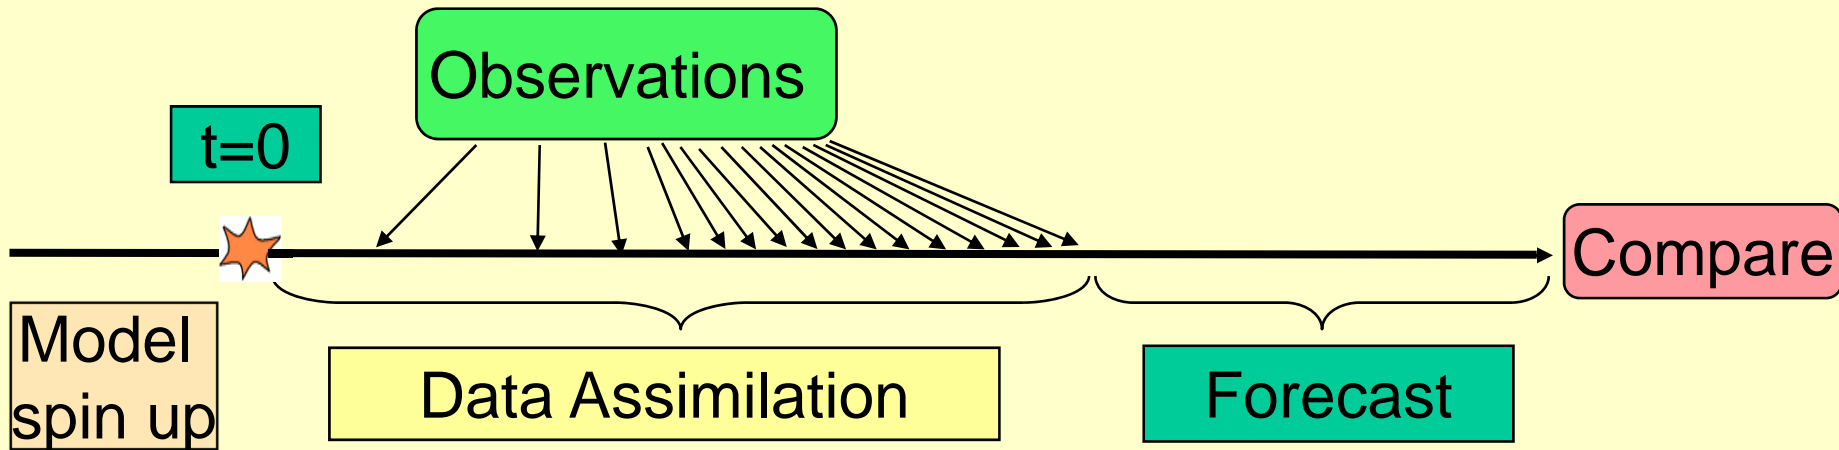 Observations
t=0
Compare
Model
spin up
Data Assimilation
Forecast